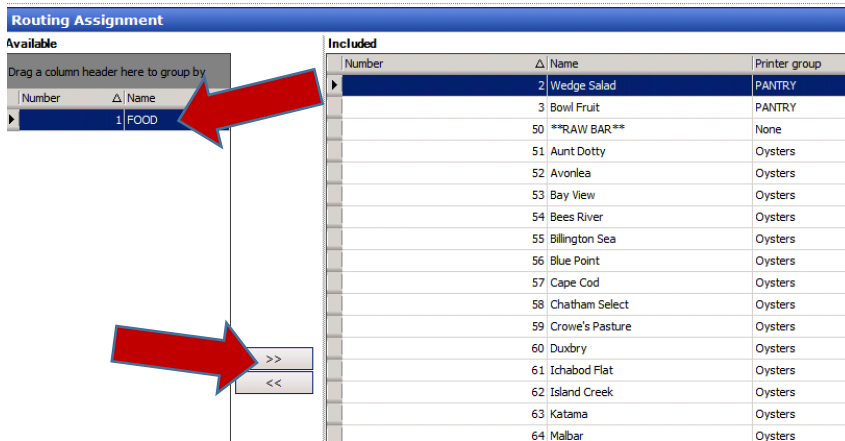 Routing Assignment
Available
Included
Drag a column header here to group by
Number Name
1 FOOD
>>
<<
Number Name Printer group
2 Wedge Salad PANTRY
3 Bowl Fruit PANTRY
50 **RAW BAR** None
51 Aunt Dotty Oysters
52 Avonlea Oysters
53 Bay View Oysters
54 Bees River Oysters
55 Billington Sea Oysters
56 Blue Point Oysters
57 Cape Cod Oysters
58 Chatham Select Oysters
59 Crowe's Pasture Oysters
60 Duxbry Oysters
61 Ichabod Flat Oysters
62 Island Creek Oysters
63 Katama Oysters
64 Malbar Oysters